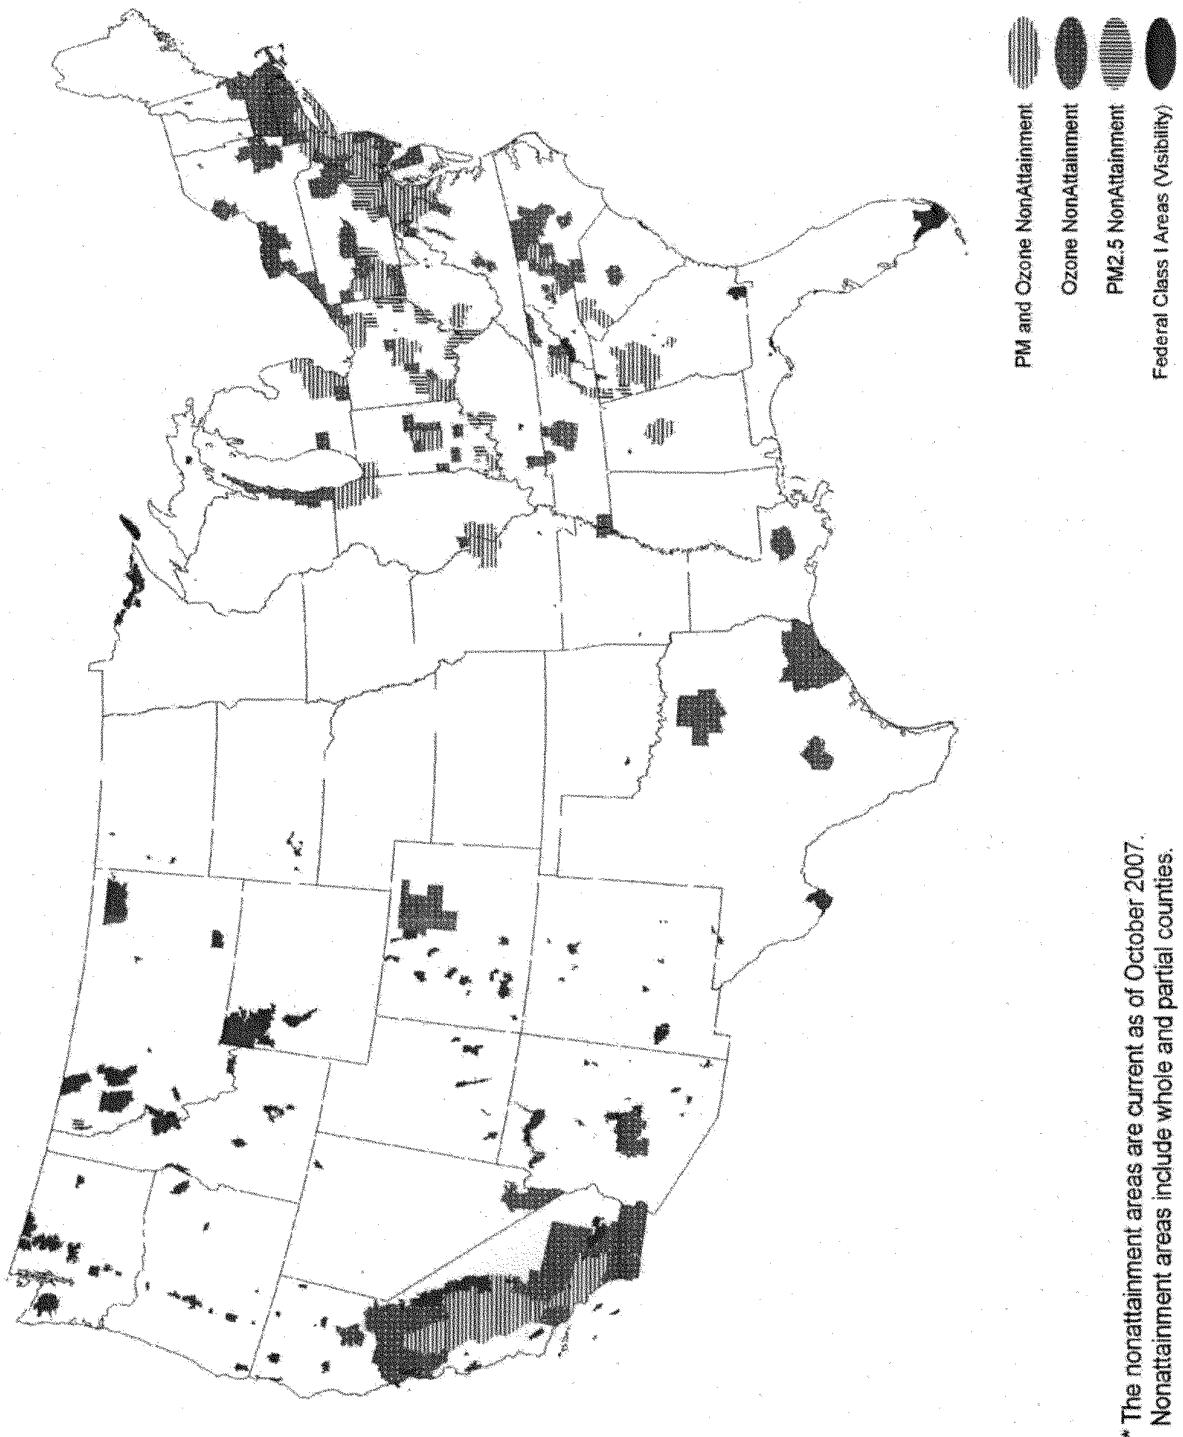 PM and Ozone NonAttainment
Ozone NonAttainment
PM2.5 NonAttainment
Federal Class I Areas (Visibility)
* The nonattainment areas are current as of October 2007.
Nonattainment areas include whole and partial counties.